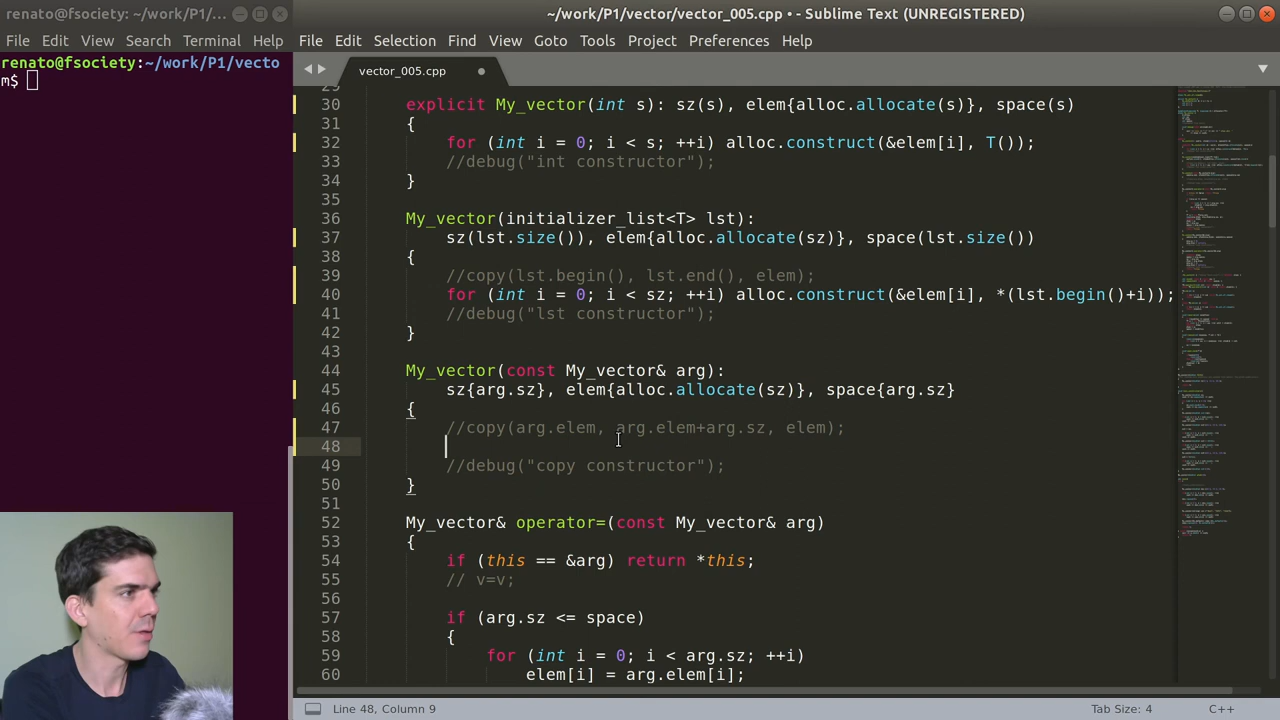 renato@fsociety: ~/work/P1/...
File Edit View Search Terminal Help
renato@fsociety:~/work/P1/vecto
m$
~/work/P1/vector/vector_005.cpp • - Sublime Text (UNREGISTERED)
File Edit Selection Find View Goto Tools Project Preferences Help
vector_005.cpp
29
30 explicit My_vector(int s): sz(s), elem{alloc.allocate(s)}, space(s)
31 {
32 for (int i = 0; i < s; ++i) alloc.construct(&elem[i], T());
33 //debug("int constructor");
34 }
35
36 My_vector(initializer_list<T> lst):
37 sz(lst.size()), elem{alloc.allocate(sz)}, space(lst.size())
38 {
39 //copy(lst.begin(), lst.end(), elem);
40 for (int i = 0; i < sz; ++i) alloc.construct(&elem[i], *(lst.begin()+i));
41 //debug("lst constructor");
42 }
43
44 My_vector(const My_vector& arg):
45 sz{arg.sz}, elem{alloc.allocate(sz)}, space{arg.sz}
46 {
47 //copy(arg.elem, arg.elem+arg.sz, elem);
48
49 //debug("copy constructor");
50 }
51
52 My_vector& operator=(const My_vector& arg)
53 {
54 if (this == &arg) return *this;
55 // v=v;
56
57 if (arg.sz <= space)
58 {
59 for (int i = 0; i < arg.sz; ++i)
60 elem[i] = arg.elem[i];
Line 48, Column 9 Tab Size: 4 C++